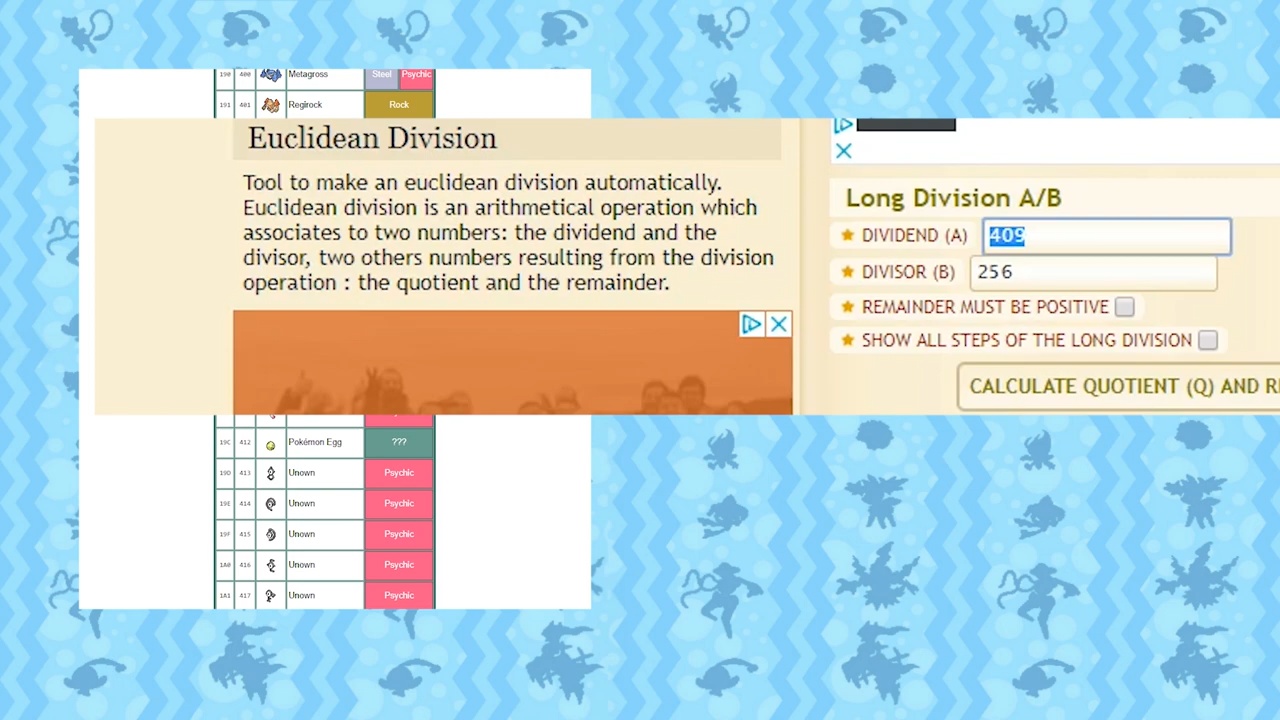 190 400 Metagross Steel Psychic
191 401 Regirock Rock
Euclidean Division
Tool to make an euclidean division automatically.
Euclidean division is an arithmetical operation which
associates to two numbers: the dividend and the
divisor, two others numbers resulting from the division
operation : the quotient and the remainder.
Long Division A/B
DIVIDEND (A) 409
DIVISOR (B) 256
REMAINDER MUST BE POSITIVE
SHOW ALL STEPS OF THE LONG DIVISION
CALCULATE QUOTIENT (Q) AND
19C 412 Pokémon Egg ???
19D 413 Unown Psychic
19E 414 Unown Psychic
19F 415 Unown Psychic
1A0 416 Unown Psychic
1A1 417 Unown Psychic